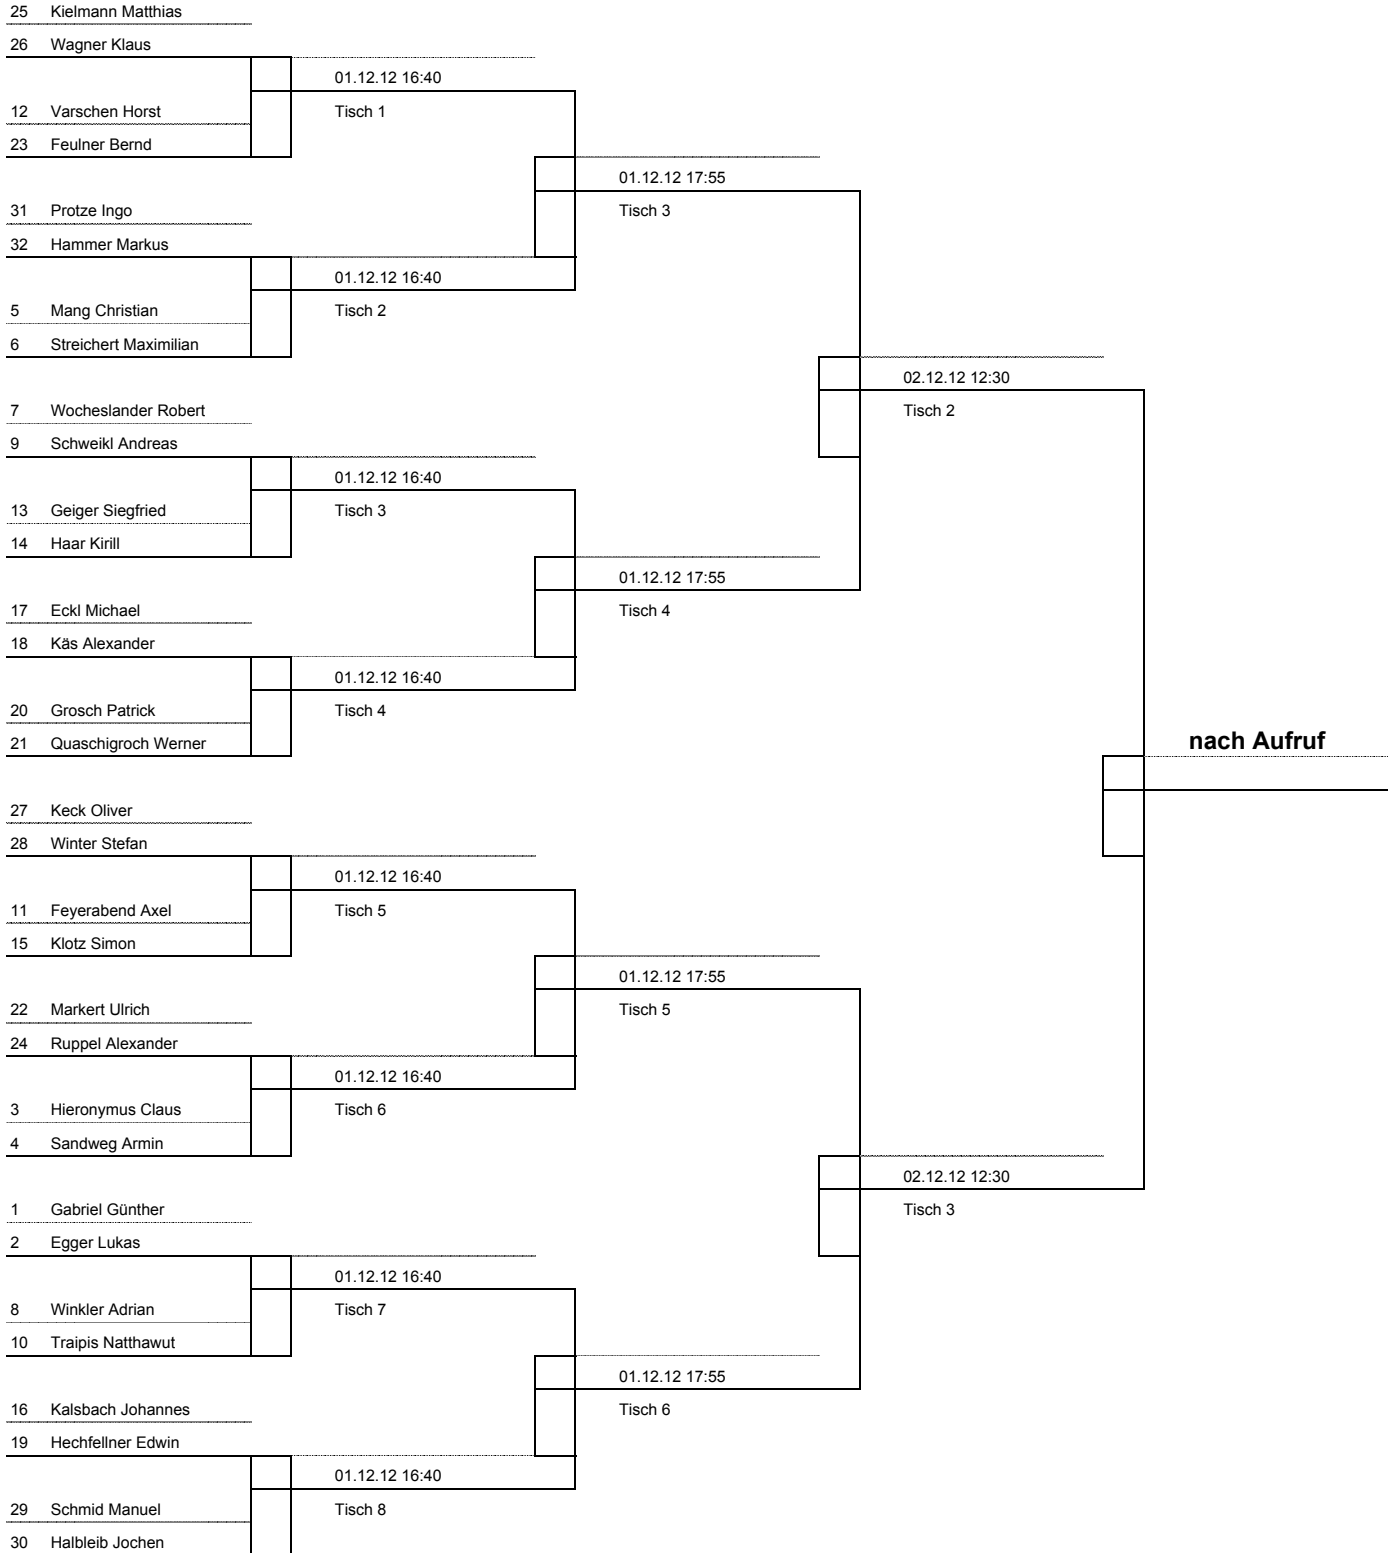 25 Kielmann Matthias
26 Wagner Klaus
01.12.12 16:40
12 Varschen Horst Tisch 1
23 Feulner Bernd
01.12.12 17:55
31 Protze Ingo Tisch 3
32 Hammer Markus
01.12.12 16:40
5 Mang Christian Tisch 2
6 Streichert Maximilian
02.12.12 12:30
7 Wocheslander Robert Tisch 2
9 Schweikl Andreas
01.12.12 16:40
13 Geiger Siegfried Tisch 3
14 Haar Kirill
01.12.12 17:55
17 Eckl Michael Tisch 4
18 Käs Alexander
01.12.12 16:40
20 Grosch Patrick Tisch 4
21 Quaschigroch Werner nach Aufruf
27 Keck Oliver
28 Winter Stefan
01.12.12 16:40
11 Feyerabend Axel Tisch 5
15 Klotz Simon
01.12.12 17:55
22 Markert Ulrich Tisch 5
24 Ruppel Alexander
01.12.12 16:40
3 Hieronymus Claus Tisch 6
4 Sandweg Armin
02.12.12 12:30
1 Gabriel Günther Tisch 3
2 Egger Lukas
01.12.12 16:40
8 Winkler Adrian Tisch 7
10 Traipis Natthawut
01.12.12 17:55
16 Kalsbach Johannes Tisch 6
19 Hechfellner Edwin
01.12.12 16:40
29 Schmid Manuel Tisch 8
30 Halbleib Jochen